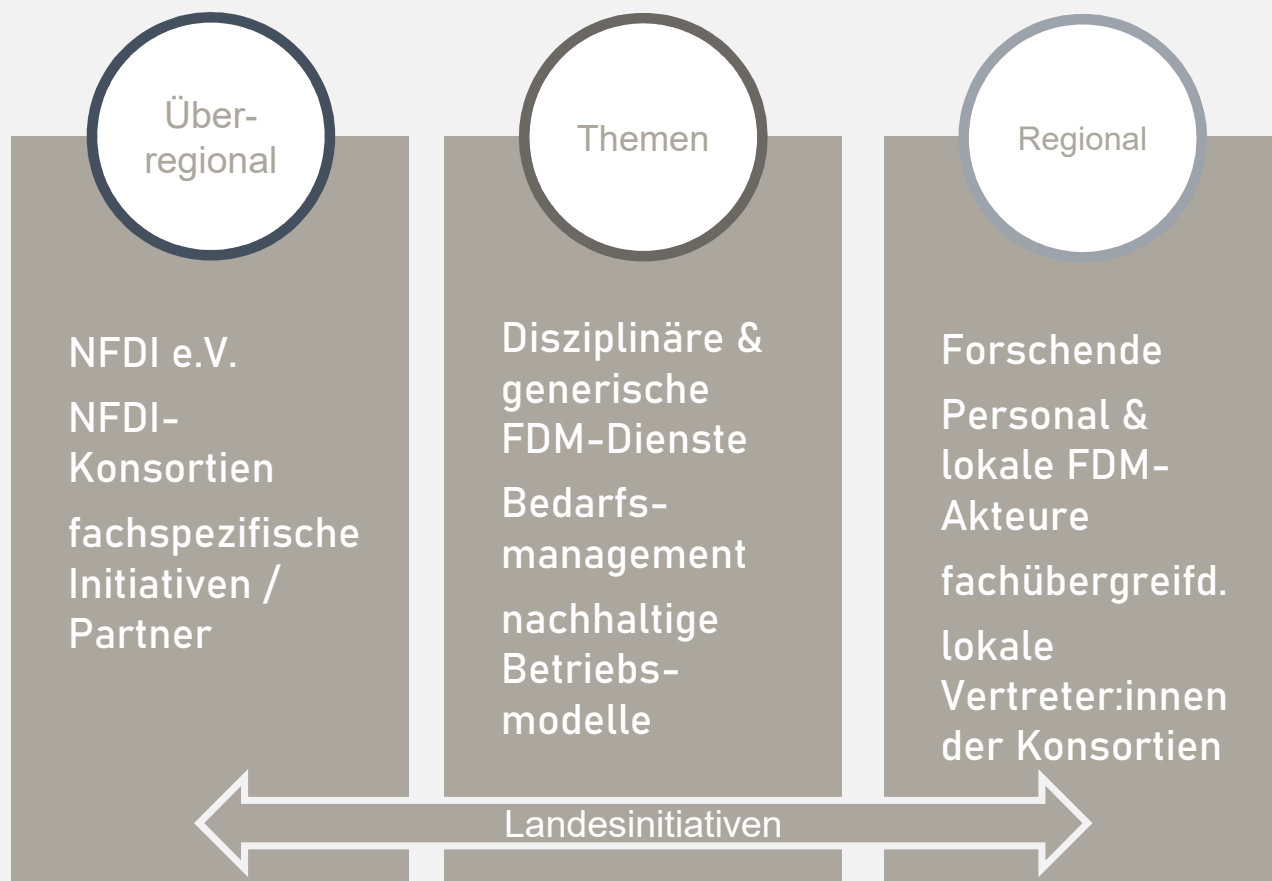 Über-
regional
NFDI e.V.
NFDI-
Konsortien
fachspezifische
Initiativen /
Partner
Themen
Disziplinäre &
generische
FDM-Dienste
Bedarfs-
management
nachhaltige
Betriebs-
modelle
Regional
Forschende
Personal &
lokale FDM-
Akteure
fachübergreifd.
lokale
Vertreter:innen
der Konsortien
Landesinitiativen